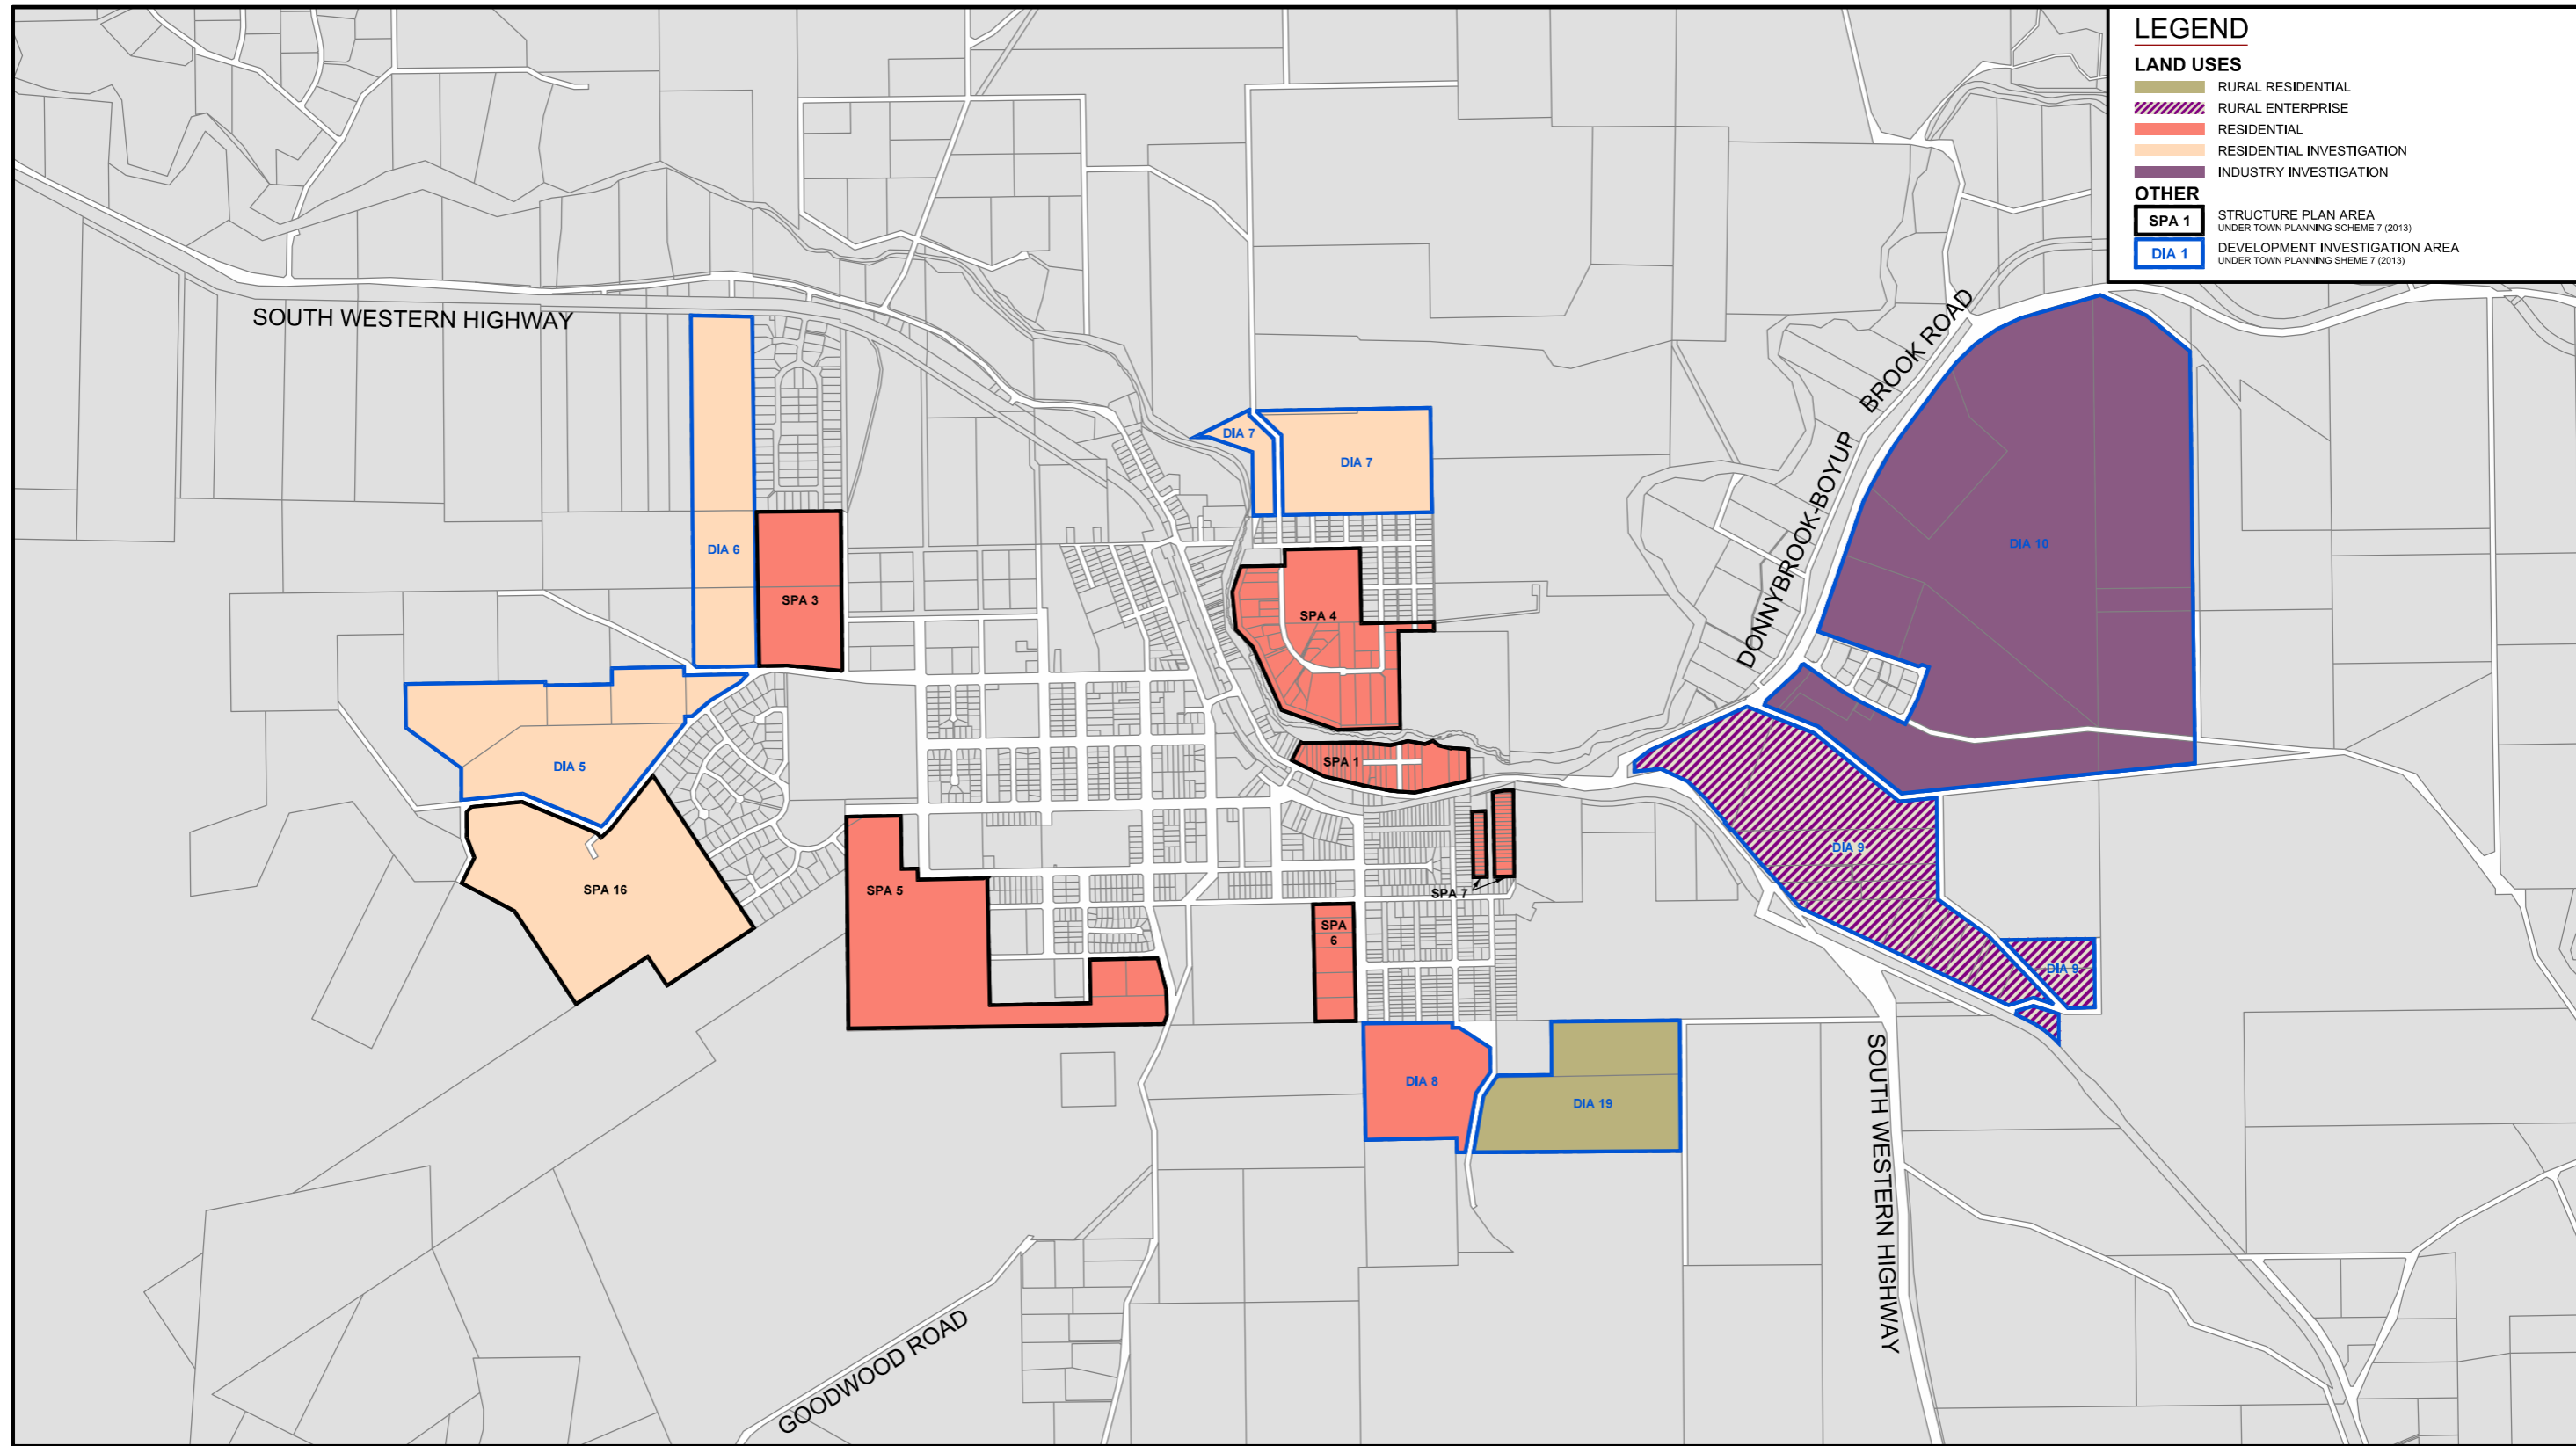 LEGEND
LAND USES
RURAL RESIDENTIAL
RURAL ENTERPRISE
RESIDENTIAL
RESIDENTIAL INVESTIGATION
INDUSTRY INVESTIGATION
OTHER
SPA 1
STRUCTURE PLAN AREA
UNDER TOWN PLANNING SCHEME 7 (2013)
DIA 1
DEVELOPMENT INVESTIGATION AREA
UNDER TOWN PLANNING SHEME 7 (2013)
SOUTH WESTERN HIGHWAY
DONNYBROOK-BOYUP BROOK ROAD
DIA 7
DIA 7
DIA 6
DIA 10
SPA 3
SPA 4
DIA 5
SPA 1
DIA 9
SPA 16
SPA 5
SPA 7
SPA
6
DIA 9
DIA 8
DIA 19
SOUTH WESTERN HIGHWAY
GOODWOOD ROAD